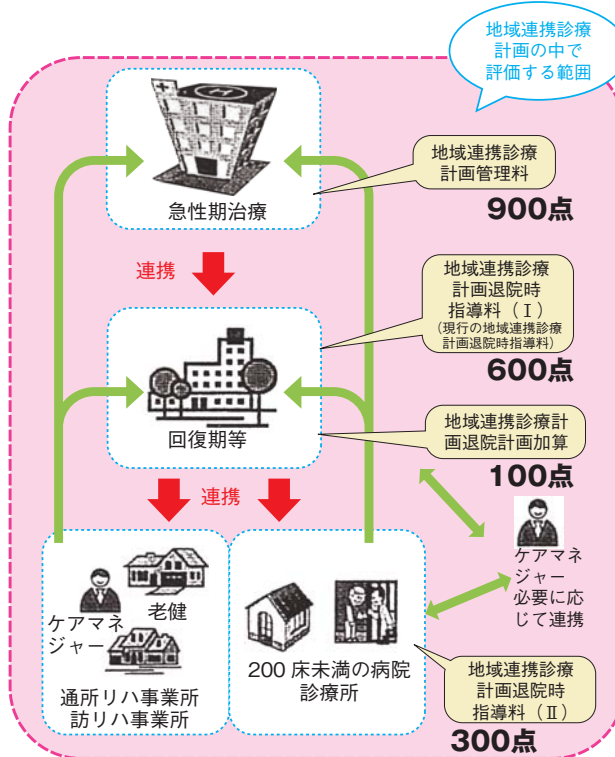 地域連携診療
計画の中で
評価する範囲
急性期治療
地域連携診療
計画管理料
900点
連携
地域連携診療
計画退院時
指導料（Ⅰ）
(現行の地域連携診療
計画退院時指導料)
600点
回復期等
地域連携診療計
画退院計画加算
100点
連携
ケアマネ
ジャー
必要に応
じて連携
老健
ケアマネ
ジャー
通所リハ事業所
訪リハ事業所
200 床未満の病院
診療所
地域連携診療
計画退院時
指導料（Ⅱ）
300点